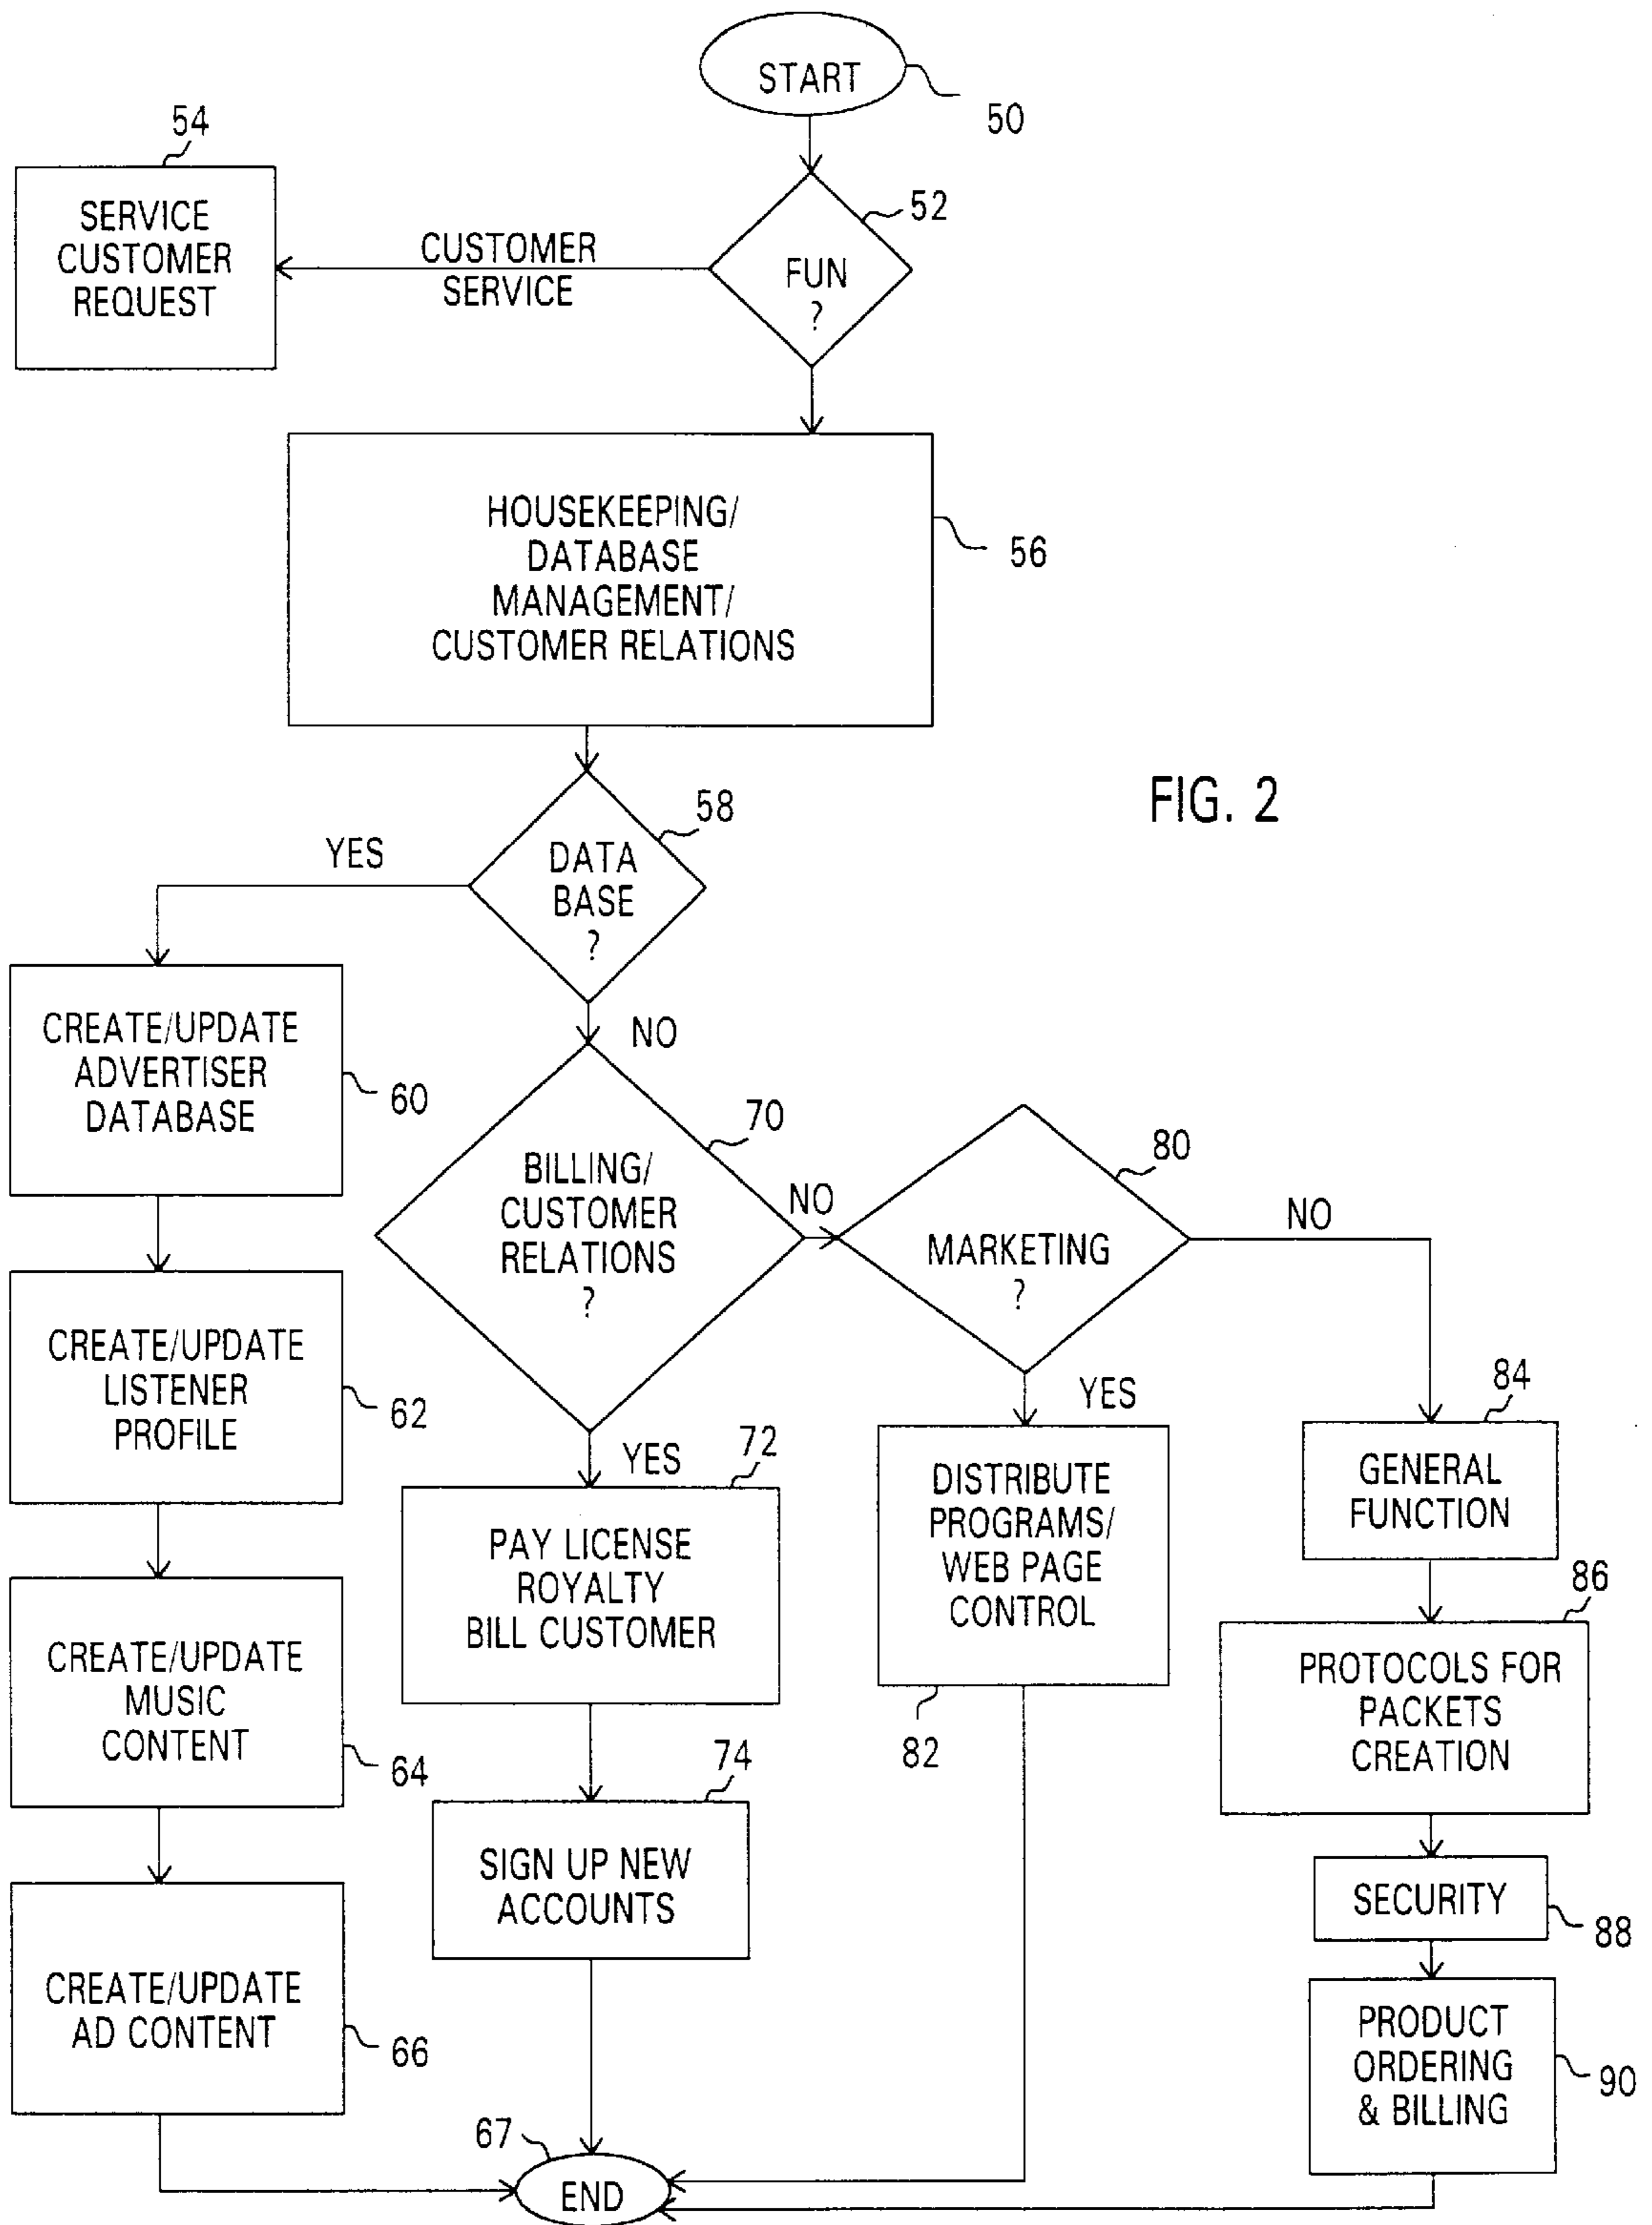 START
50
54
SERVICE
CUSTOMER
REQUEST
CUSTOMER
SERVICE
52
FUN
?
HOUSEKEEPING/
DATABASE
MANAGEMENT/
CUSTOMER RELATIONS
56
FIG. 2
58
DATA
BASE
?
YES
NO
CREATE/UPDATE
ADVERTISER
DATABASE
60
CREATE/UPDATE
LISTENER
PROFILE
62
CREATE/UPDATE
MUSIC
CONTENT
64
CREATE/UPDATE
AD CONTENT
66
70
BILLING/
CUSTOMER
RELATIONS
?
NO
YES
72
PAY LICENSE
ROYALTY
BILL CUSTOMER
74
SIGN UP NEW
ACCOUNTS
80
MARKETING
?
NO
YES
DISTRIBUTE
PROGRAMS/
WEB PAGE
CONTROL
82
84
GENERAL
FUNCTION
86
PROTOCOLS FOR
PACKETS
CREATION
SECURITY
88
PRODUCT
ORDERING
& BILLING
90
67
END